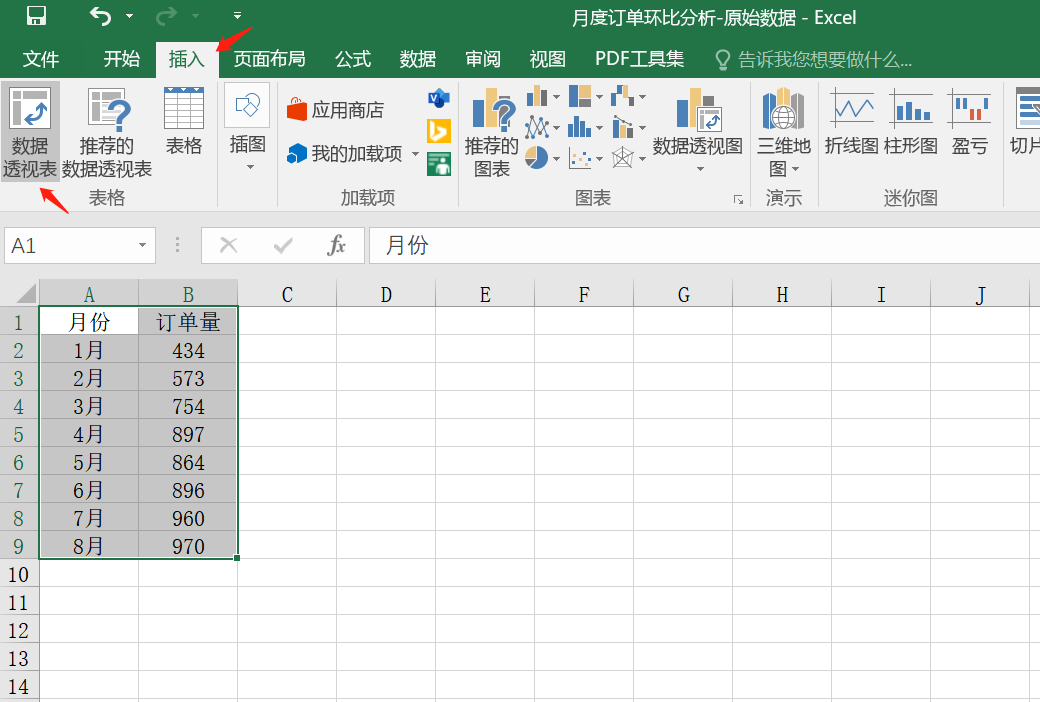 月度订单环比分析-原始数据 - Excel
文件 开始 插入 页面布局 公式 数据 审阅 视图 PDF工具集 告诉我您想要做什么...
数据透视表 推荐的数据透视表 表格 插图 应用商店 我的加载项 推荐的图表 数据透视图 三维地图 折线图 柱形图 盈亏
表格 加载项 图表 演示 迷你图
A1 fx 月份
A B C D E F G H I J
1 月份 订单量
2 1月 434
3 2月 573
4 3月 754
5 4月 897
6 5月 864
7 6月 896
8 7月 960
9 8月 970
10
11
12
13
14